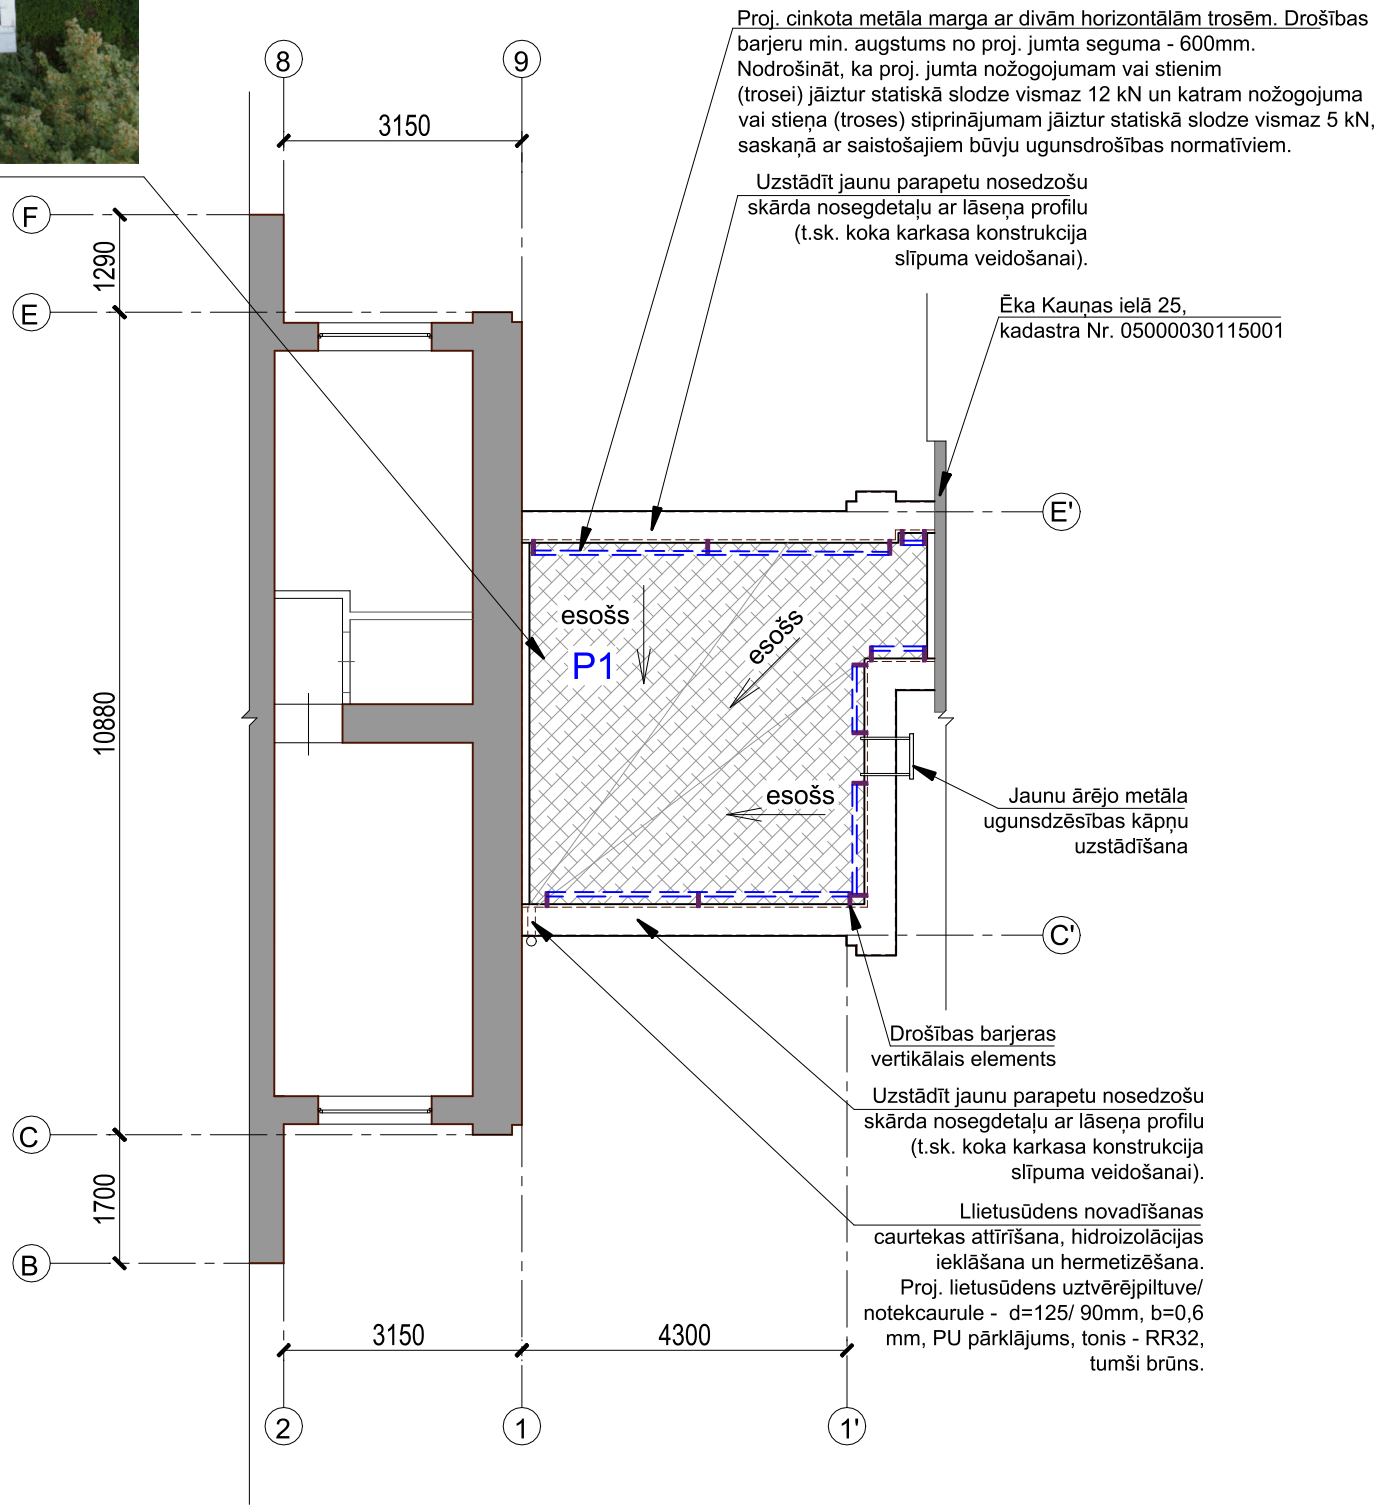 Proj. cinkota metāla marga ar divām horizontālām trosēm. Drošības
barjeru min. augstums no proj. jumta seguma - 600mm.
Nodrošināt, ka proj. jumta nožogojumam vai stienim
(trosei) jāiztur statiskā slodze vismaz 12 kN un katram nožogojuma
vai stieņa (troses) stiprinājumam jāiztur statiskā slodze vismaz 5 kN,
saskaņā ar saistošajiem būvju ugunsdrošības normatīviem.
8
9
3150
Uzstādīt jaunu parapetu nosedzošu
skārda nosegdetaļu ar lāseņa profilu
(t.sk. koka karkasa konstrukcija
slīpuma veidošanai).
F
1290
E
Ēka Kauņas ielā 25,
kadastra Nr. 05000030115001
E'
esošs
esošs
P1
10880
esošs
Jaunu ārējo metāla
ugunsdzēsības kāpņu
uzstādīšana
C'
Drošības barjeras
vertikālais elements
Uzstādīt jaunu parapetu nosedzošu
skārda nosegdetaļu ar lāseņa profilu
(t.sk. koka karkasa konstrukcija
slīpuma veidošanai).
C
1700
B
Llietusūdens novadīšanas
caurtekas attīrīšana, hidroizolācijas
ieklāšana un hermetizēšana.
Proj. lietusūdens uztvērējpiltuve/
notekcaurule - d=125/ 90mm, b=0,6
mm, PU pārklājums, tonis - RR32,
tumši brūns.
3150
4300
2
1
1'